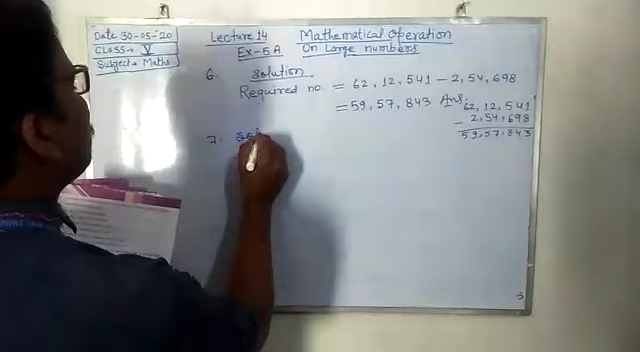 Date 30-05-'20
CLASS→ V
Subject→ Maths
Lecture 14 Mathematical Operation
Ex-5A On Large numbers
6. Solution
Required no. = 62,12,541 - 2,54,698
= 59,57,843 Ans.
62,12,541
- 2,54,698
59,57,843
7. Sol
3